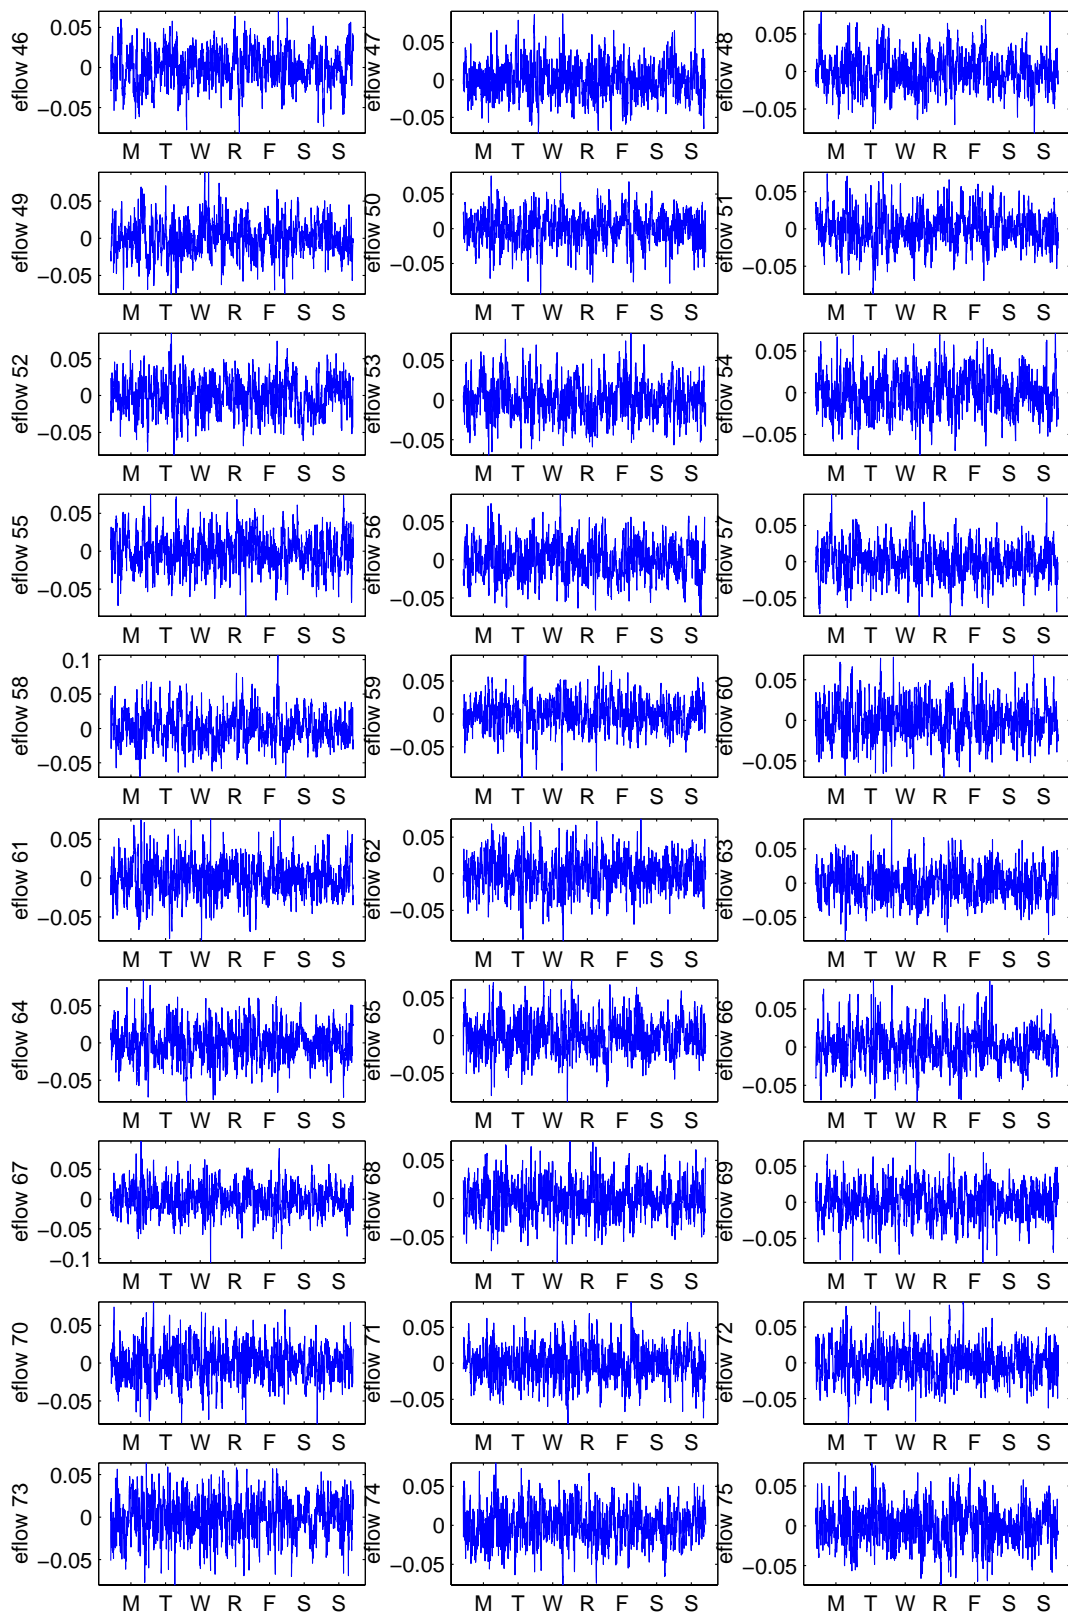 eflow 46
0.05
0
−0.05
M T W R F S S
eflow 47
0.05
0
−0.05
M T W R F S S
eflow 48
0.05
0
−0.05
M T W R F S S
eflow 49
0.05
0
−0.05
M T W R F S S
eflow 50
0.05
0
−0.05
M T W R F S S
eflow 51
0.05
0
−0.05
M T W R F S S
eflow 52
0.05
0
−0.05
M T W R F S S
eflow 53
0.05
0
−0.05
M T W R F S S
eflow 54
0.05
0
−0.05
M T W R F S S
eflow 55
0.05
0
−0.05
M T W R F S S
eflow 56
0.05
0
−0.05
M T W R F S S
eflow 57
0.05
0
−0.05
M T W R F S S
eflow 58
0.1
0.05
0
−0.05
M T W R F S S
eflow 59
0.05
0
−0.05
M T W R F S S
eflow 60
0.05
0
−0.05
M T W R F S S
eflow 61
0.05
0
−0.05
M T W R F S S
eflow 62
0.05
0
−0.05
M T W R F S S
eflow 63
0.05
0
−0.05
M T W R F S S
eflow 64
0.05
0
−0.05
M T W R F S S
eflow 65
0.05
0
−0.05
M T W R F S S
eflow 66
0.05
0
−0.05
M T W R F S S
eflow 67
0.05
0
−0.05
−0.1
M T W R F S S
eflow 68
0.05
0
−0.05
M T W R F S S
eflow 69
0.05
0
−0.05
M T W R F S S
eflow 70
0.05
0
−0.05
M T W R F S S
eflow 71
0.05
0
−0.05
M T W R F S S
eflow 72
0.05
0
−0.05
M T W R F S S
eflow 73
0.05
0
−0.05
M T W R F S S
eflow 74
0.05
0
−0.05
M T W R F S S
eflow 75
0.05
0
−0.05
M T W R F S S